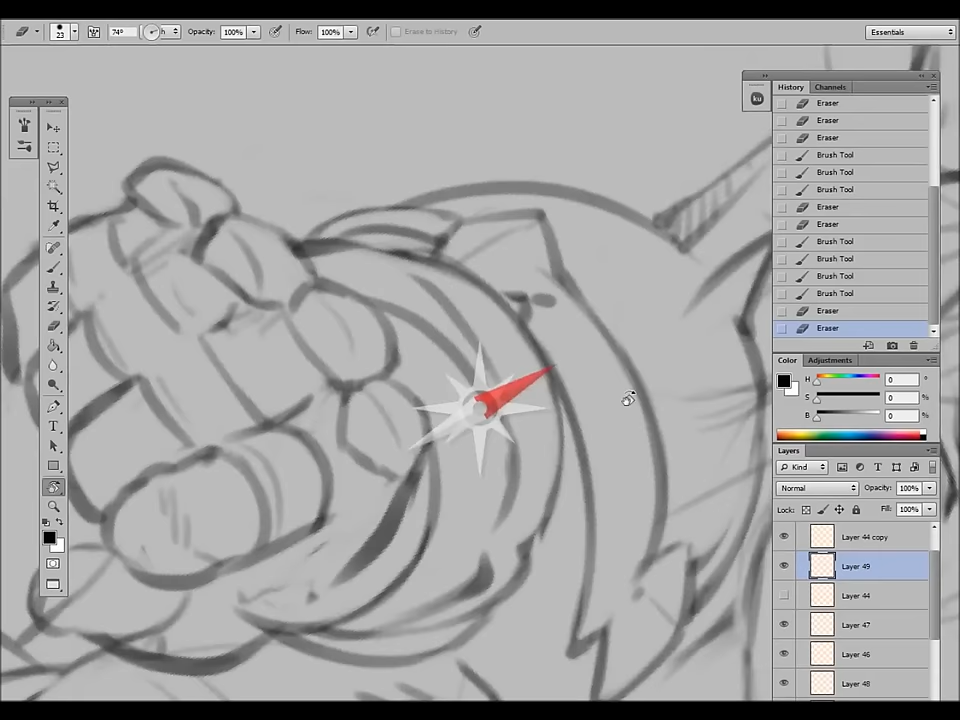 23 74° h Opacity: 100% Flow: 100% Erase to History Essentials
History Channels
ku
Eraser
Eraser
Eraser
Brush Tool
Brush Tool
Brush Tool
Eraser
Eraser
Brush Tool
Brush Tool
Brush Tool
Brush Tool
Eraser
Eraser
Color Adjustments
H 0 °
S 0 %
B 0 %
Layers
Kind T
Normal Opacity: 100%
Lock: Fill: 100%
Layer 44 copy
Layer 49
Layer 44
Layer 47
Layer 46
Layer 48
T